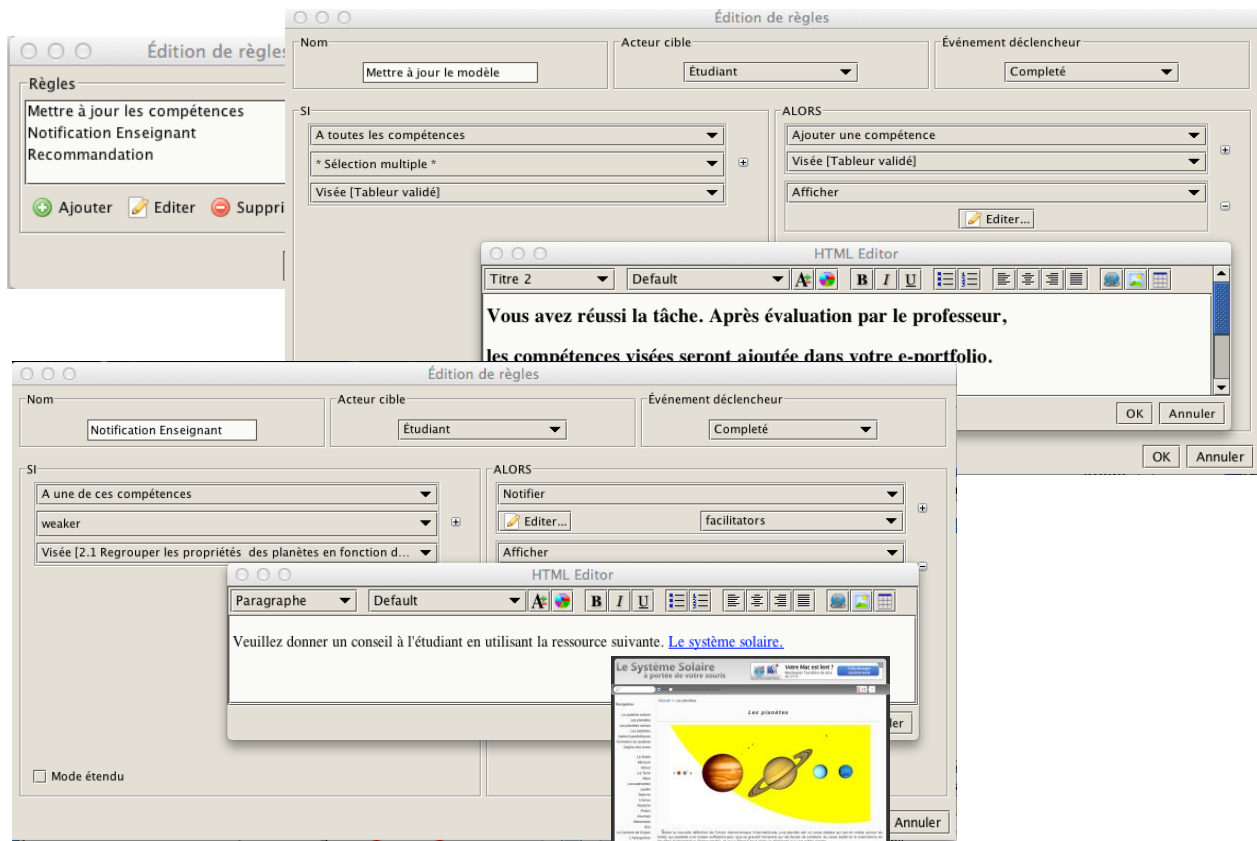 Édition de règles
Règles
Mettre à jour les compétences
Notification Enseignant
Recommandation
Ajouter Editer Suppri
Édition de règles
Nom
Acteur cible
Événement déclencheur
Mettre à jour le modèle
Étudiant
Completé
SI
ALORS
A toutes les compétences
* Sélection multiple *
Visée [Tableur validé]
Ajouter une compétence
Visée [Tableur validé]
Afficher
Editer...
HTML Editor
Titre 2 Default B I U
Vous avez réussi la tâche. Après évaluation par le professeur,
les compétences visées seront ajoutée dans votre e-portfolio.
OK Annuler
OK Annuler
Édition de règles
Nom
Acteur cible
Événement déclencheur
Notification Enseignant
Étudiant
Completé
SI
ALORS
A une de ces compétences
weaker
Visée [2.1 Regrouper les propriétés des planètes en fonction d...
Notifier
Editer... facilitators
Afficher
HTML Editor
Paragraphe Default B I U
Veuillez donner un conseil à l'étudiant en utilisant la ressource suivante. Le système solaire.
Le Système Solaire
à portée de votre souris
Votre Mac est lent ?
Les planètes
ler
Mode étendu
Annuler